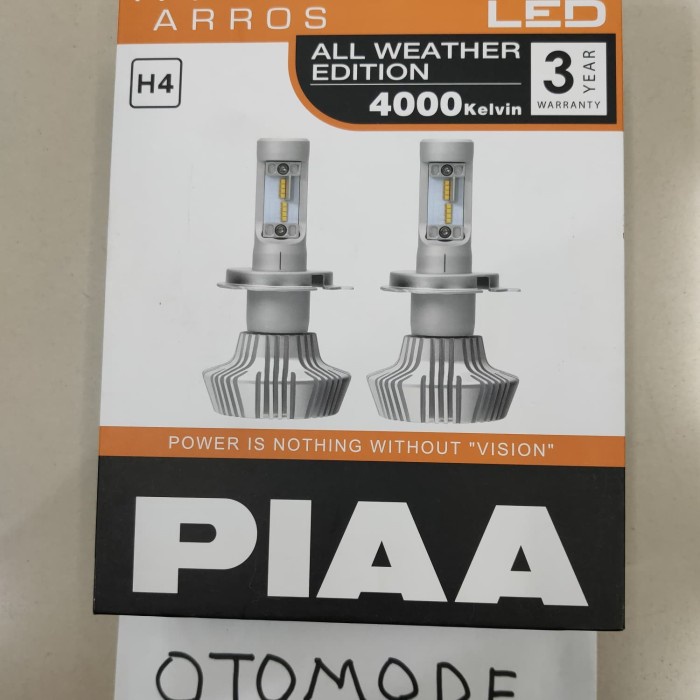 ARROS
LED
ALL WEATHER
EDITION
4000Kelvin
3 YEAR
WARRANTY
H4
POWER IS NOTHING WITHOUT "VISION"
PIAA
OTOMODE